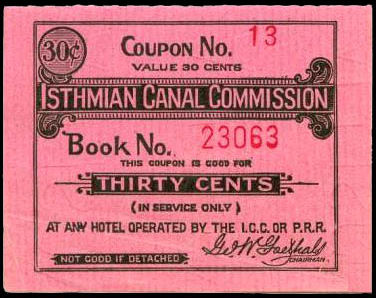 30¢
COUPON NO. 13
VALUE 30 CENTS
ISTHMIAN CANAL COMMISSION
BOOK NO. 23063
THIS COUPON IS GOOD FOR
THIRTY CENTS
(IN SERVICE ONLY)
AT ANY HOTEL OPERATED BY THE I.C.C. OR P.R.R.
Geo W Goethals
CHAIRMAN.
NOT GOOD IF DETACHED